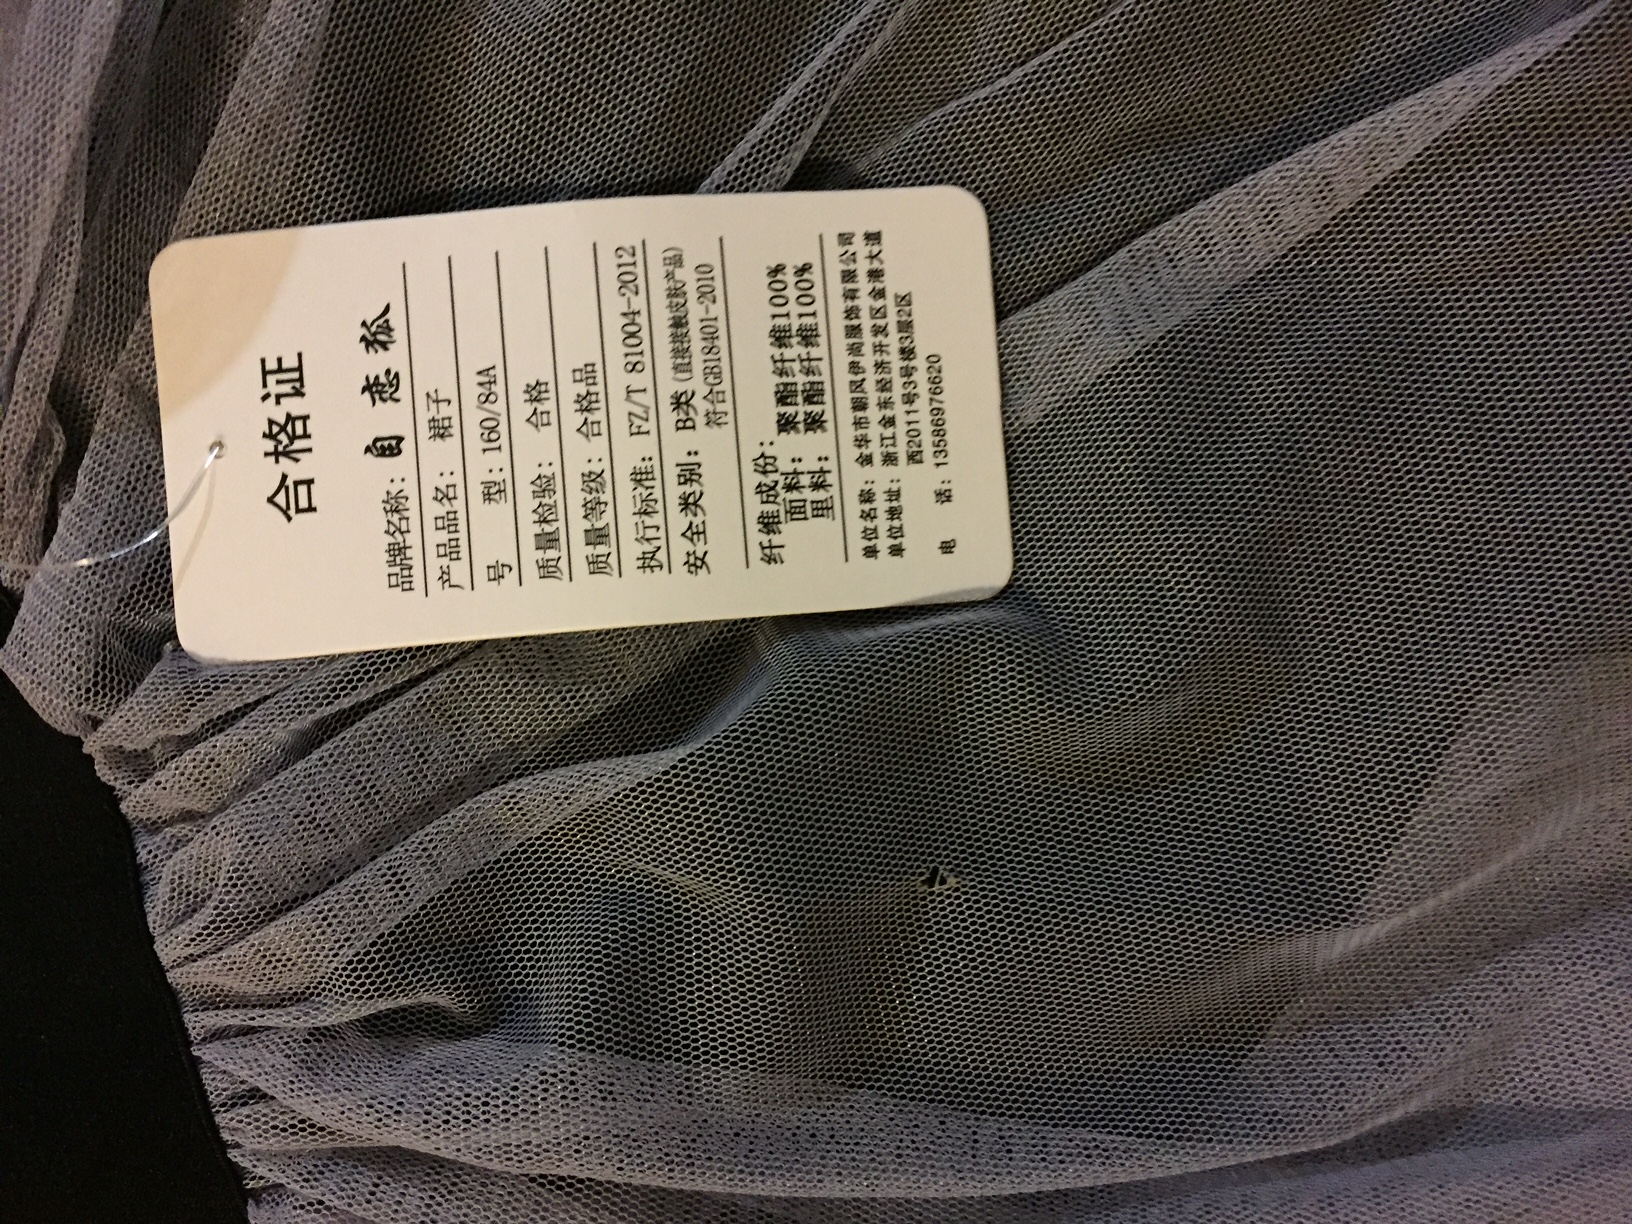 合格证
品牌名称：自恋狐
产品品名：裙子
号 型：160/84A
质量检验：合格
质量等级：合格品
执行标准：FZ/T 81004-2012
安全类别：B类(直接接触皮肤产品)
符合GB18401-2010
纤维成份：
面料：聚酯纤维100%
里料：聚酯纤维100%
单位名称：金华市朝风伊尚服饰有限公司
单位地址：浙江金东经济开发区金港大道
西2011号3号楼3层2区
电 话：13586976620